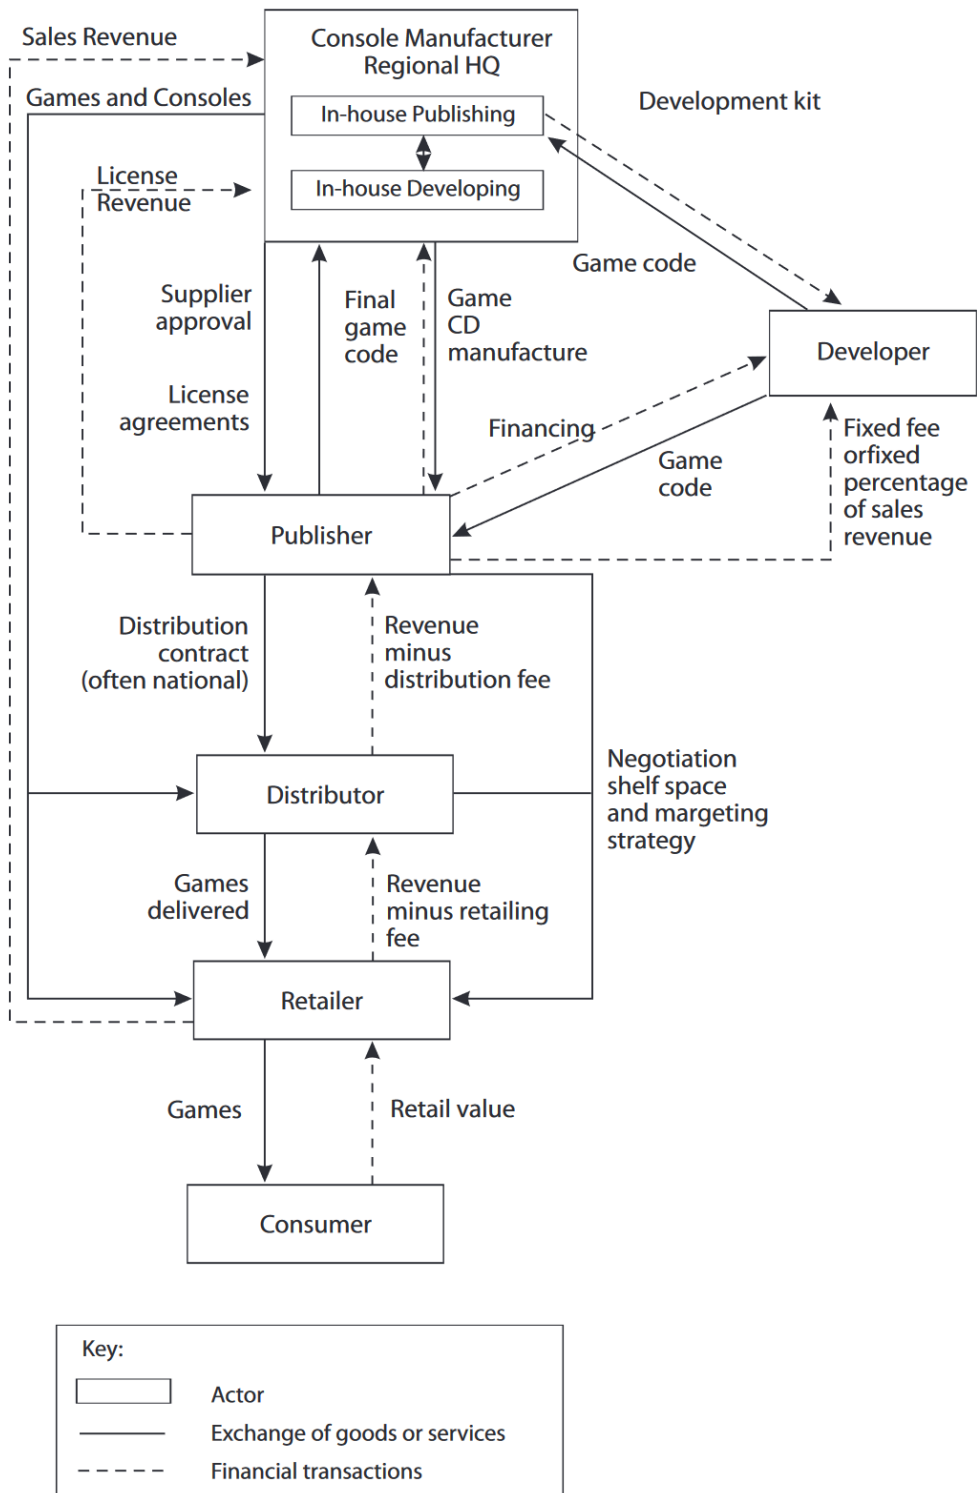 Sales Revenue
Console Manufacturer
Regional HQ
Games and Consoles
In-house Publishing
Development kit
License
Revenue
In-house Developing
Game code
Supplier
approval
Final
game
code
Game
CD
manufacture
Developer
License
agreements
Financing
Game
code
Fixed fee
orfixed
percentage
of sales
revenue
Publisher
Distribution
contract
(often national)
Revenue
minus
distribution fee
Negotiation
shelf space
and margeting
strategy
Distributor
Games
delivered
Revenue
minus retailing
fee
Retailer
Games
Retail value
Consumer
Key:
Actor
Exchange of goods or services
Financial transactions